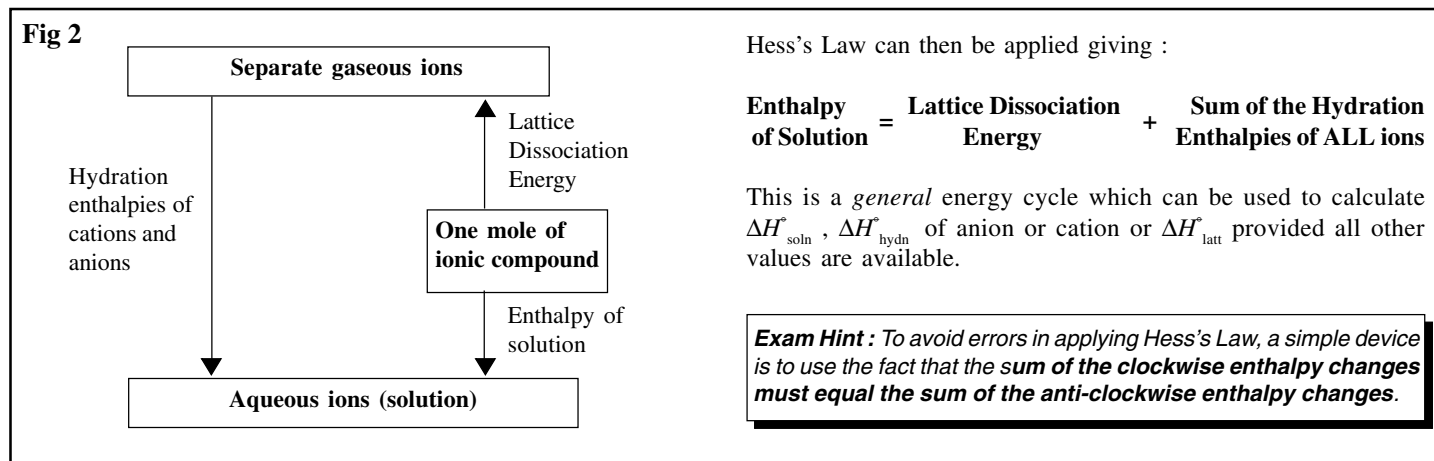 Fig 2
Separate gaseous ions
Lattice
Dissociation
Energy
Hydration
enthalpies of
cations and
anions
One mole of
ionic compound
Enthalpy of
solution
Aqueous ions (solution)
Hess's Law can then be applied giving :
Enthalpy of Solution = Lattice Dissociation Energy + Sum of the Hydration Enthalpies of ALL ions
This is a general energy cycle which can be used to calculate
ΔH°soln , ΔH°hydn of anion or cation or ΔH°latt provided all other
values are available.
Exam Hint : To avoid errors in applying Hess's Law, a simple device
is to use the fact that the sum of the clockwise enthalpy changes
must equal the sum of the anti-clockwise enthalpy changes.